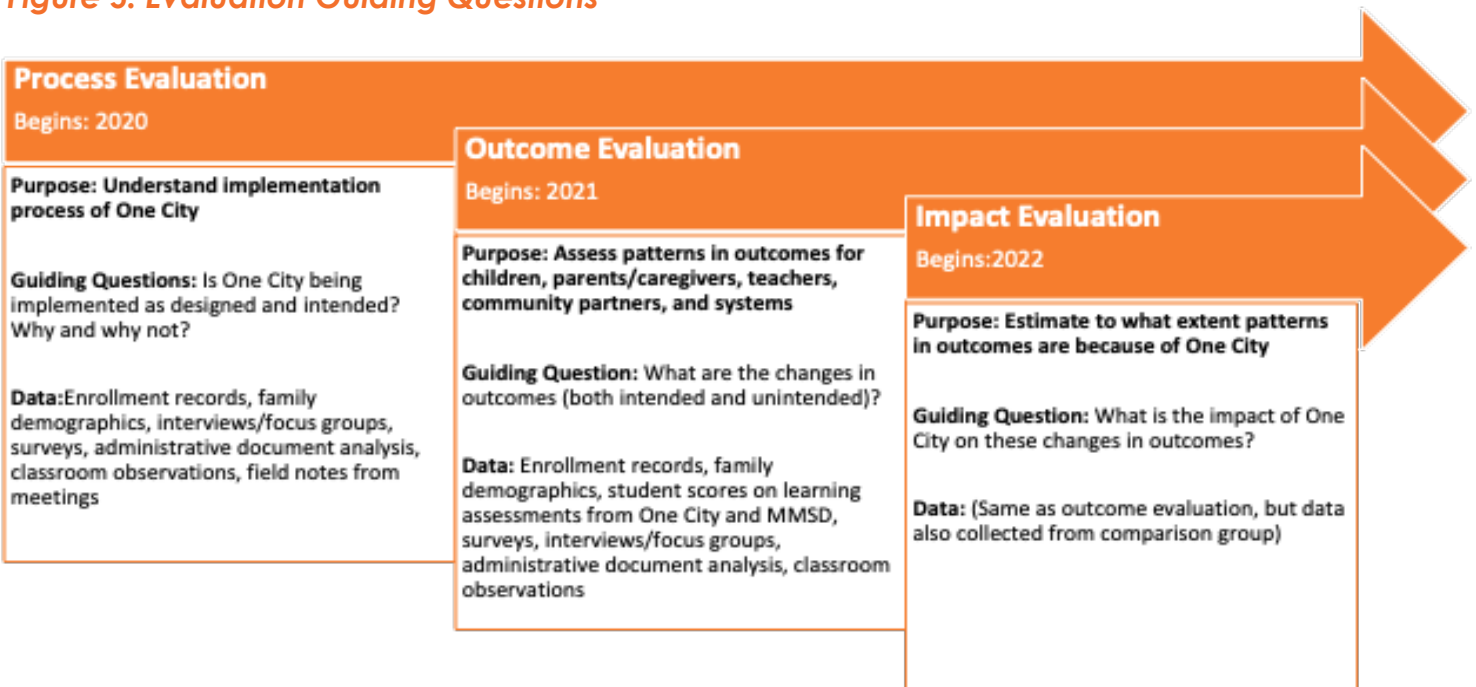 Figure 5. Evaluation Guiding Questions
Process Evaluation
Begins: 2020
Purpose: Understand implementation
process of One City
Guiding Questions: Is One City being
implemented as designed and intended?
Why and why not?
Data:Enrollment records, family
demographics, interviews/focus groups,
surveys, administrative document analysis,
classroom observations, field notes from
meetings
Outcome Evaluation
Begins: 2021
Purpose: Assess patterns in outcomes for
children, parents/caregivers, teachers,
community partners, and systems
Guiding Question: What are the changes in
outcomes (both intended and unintended)?
Data: Enrollment records, family
demographics, student scores on learning
assessments from One City and MMSD,
surveys, interviews/focus groups,
administrative document analysis, classroom
observations
Impact Evaluation
Begins:2022
Purpose: Estimate to what extent patterns
in outcomes are because of One City
Guiding Question: What is the impact of One
City on these changes in outcomes?
Data: (Same as outcome evaluation, but data
also collected from comparison group)